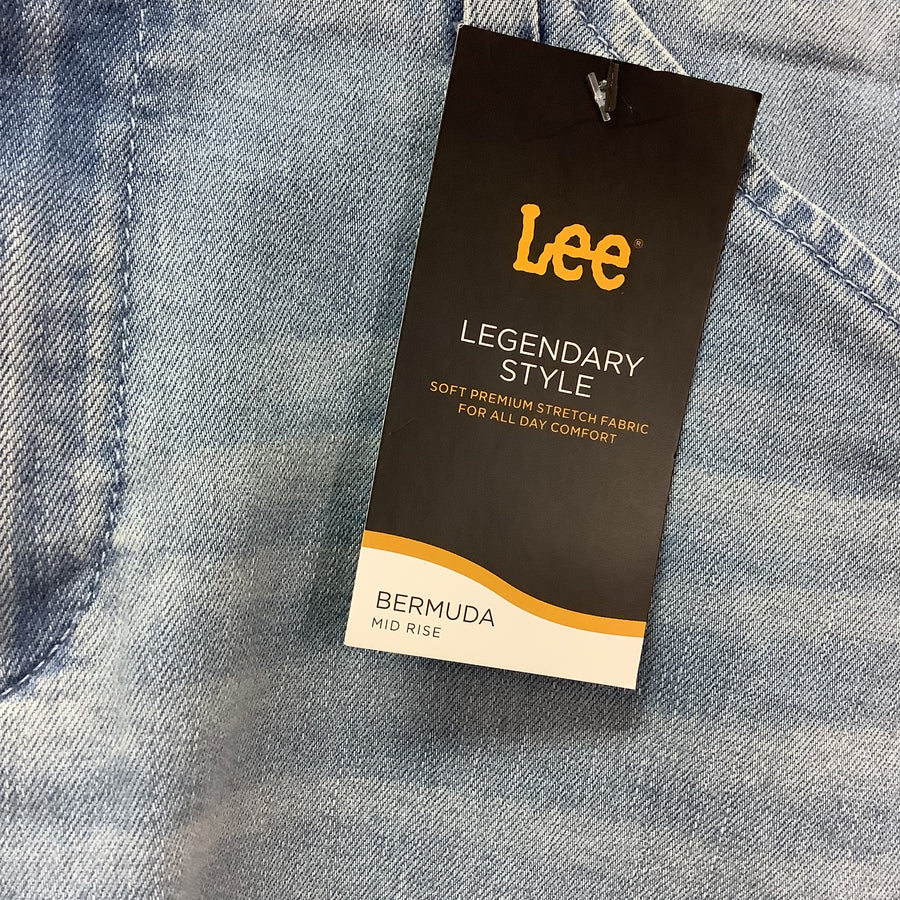 Lee®
LEGENDARY
STYLE
SOFT PREMIUM STRETCH FABRIC
FOR ALL DAY COMFORT
BERMUDA
MID RISE